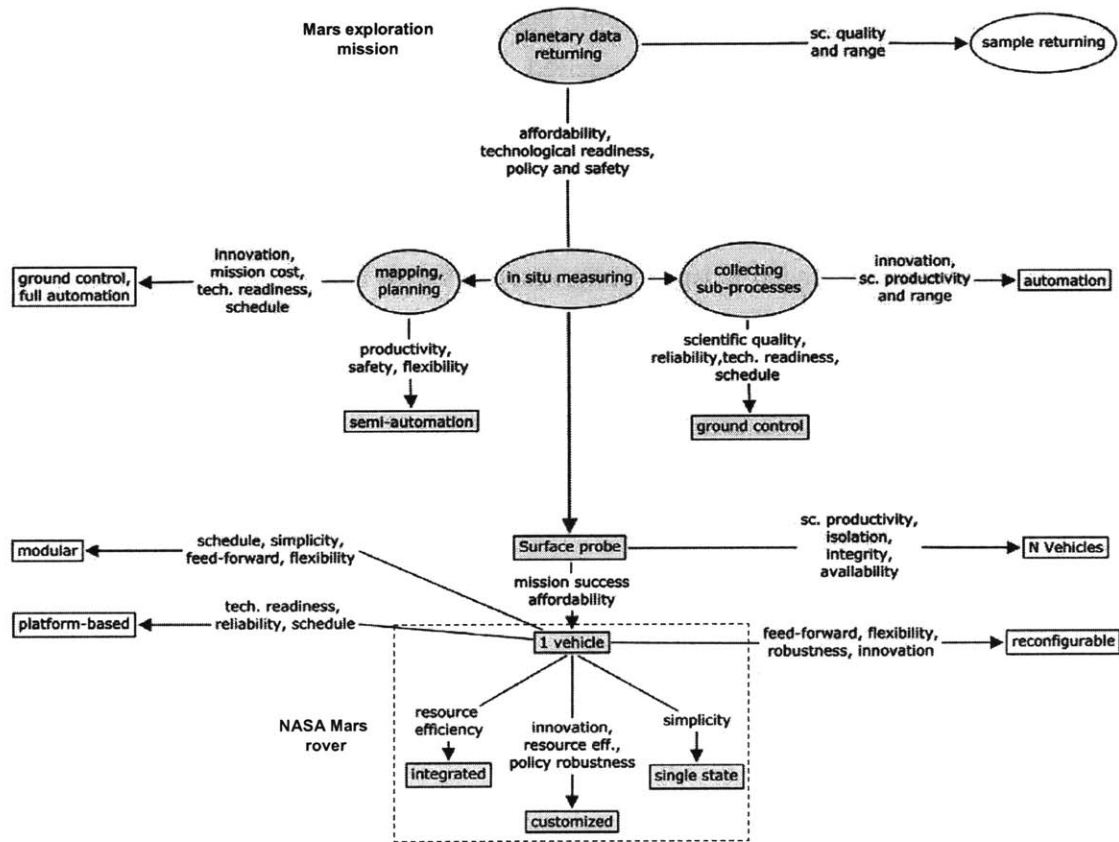 Mars exploration
mission
planetary data
returning
sc. quality
and range
sample returning
affordability,
technological readiness,
policy and safety
ground control,
full automation
innovation,
mission cost,
tech. readiness,
schedule
mapping,
planning
in situ measuring
collecting
sub-processes
innovation,
sc. productivity
and range
automation
productivity,
safety, flexibility
semi-automation
scientific quality,
reliability,tech. readiness,
schedule
ground control
modular
schedule, simplicity,
feed-forward, flexibility
Surface probe
sc. productivity,
isolation,
integrity,
availability
N Vehicles
mission success
affordability
platform-based
tech. readiness,
reliability, schedule
1 vehicle
feed-forward, flexibility,
robustness, innovation
reconfigurable
NASA Mars
rover
resource
efficiency
integrated
innovation,
resource eff.,
policy robustness
customized
simplicity
single state